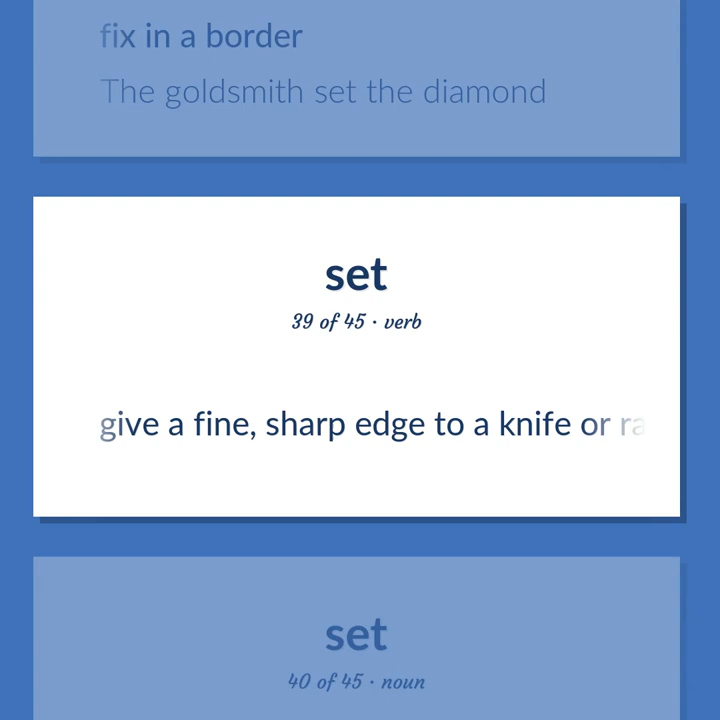 fix in a border
The goldsmith set the diamond
set
39 of 45 · verb
give a fine, sharp edge to a knife or
set
40 of 45 · noun